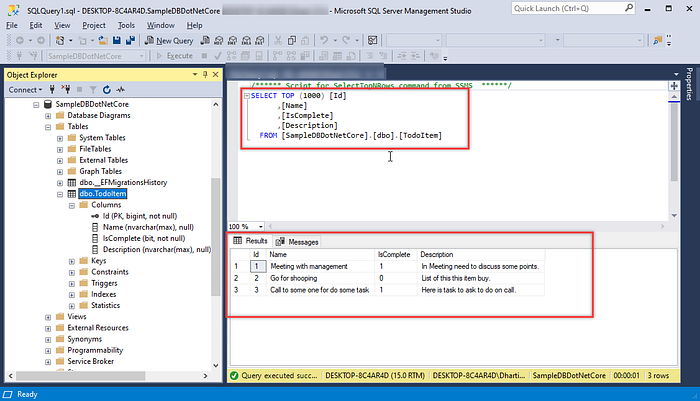 SQLQuery1.sql - DESKTOP-8C4AR4D.SampleDBDotNetCore
- Microsoft SQL Server Management Studio
Quick Launch (Ctrl+Q)
File Edit View Project Tools Window Help
New Query
SampleDBDotNetCore
Execute
Object Explorer
Connect
SampleDBDotNetCore
Database Diagrams
Tables
System Tables
FileTables
External Tables
Graph Tables
dbo.__EFMigrationsHistory
dbo.TodoItem
Columns
Id (PK, bigint, not null)
Name (nvarchar(max), null)
IsComplete (bit, not null)
Description (nvarchar(max), null)
Keys
Constraints
Triggers
Indexes
Statistics
Views
External Resources
Synonyms
Programmability
Service Broker
/****** Script for SelectTopNRows command from SSMS ******/
SELECT TOP (1000) [Id]
,[Name]
,[IsComplete]
,[Description]
FROM [SampleDBDotNetCore].[dbo].[TodoItem]
100 %
Results Messages
Id Name IsComplete Description
1 1 Meeting with management 1 In Meeting need to discuss some points.
2 2 Go for shooping 0 List of this this item buy.
3 3 Call to some one for do some task 1 Here is task to ask to do on call.
Query executed succ... DESKTOP-8C4AR4D (15.0 RTM) DESKTOP-8C4AR4D\Dharti... SampleDBDotNetCore 00:00:01 3 rows
Properties
Ready